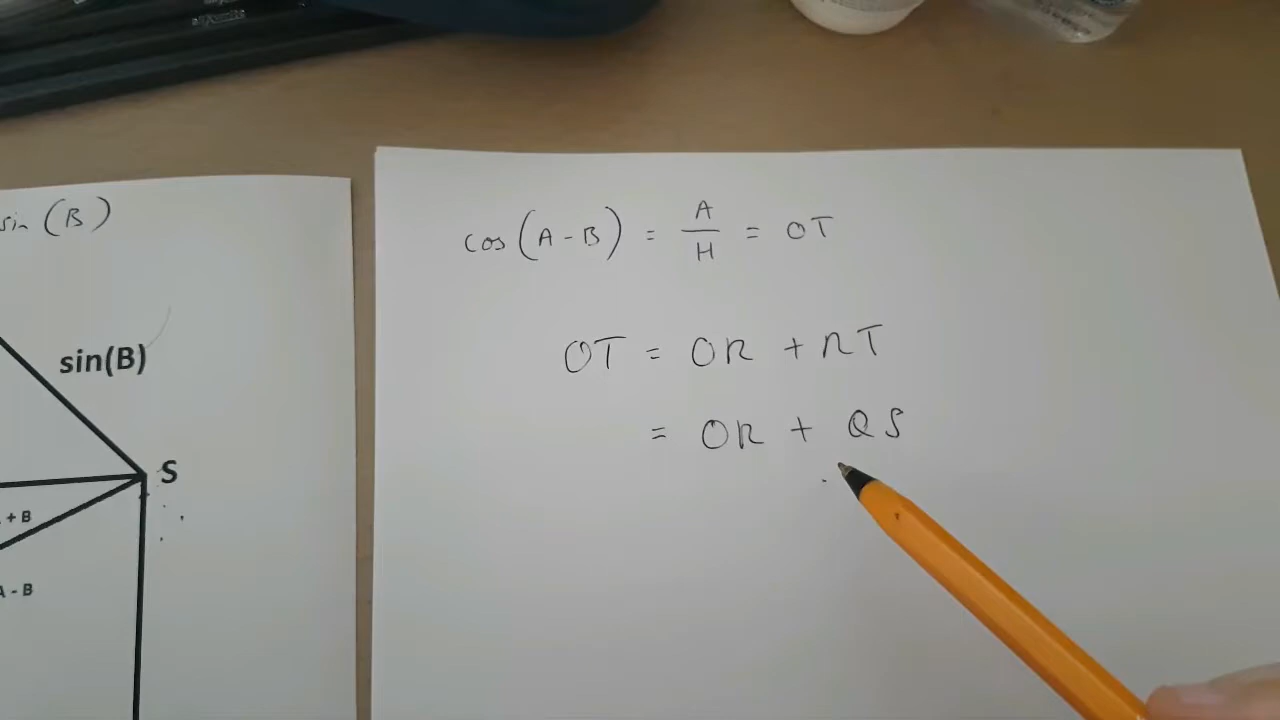 sin (B)
sin(B)
S
+ B
A - B
cos(A-B) = A/H = OT
OT = OR + RT
= OR + QS